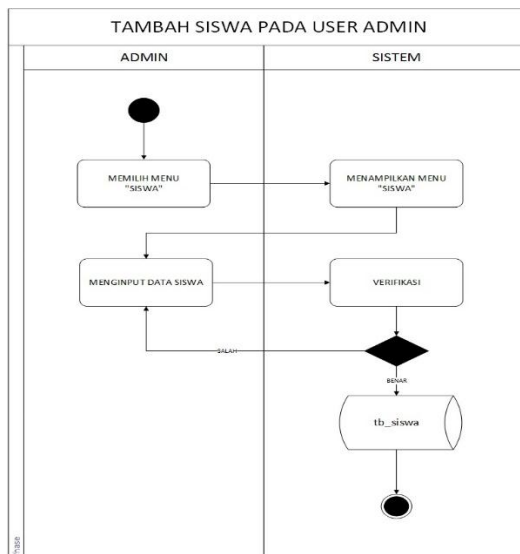 TAMBAH SISWA PADA USER ADMIN
ADMIN
SISTEM
MEMILIH MENU
"SISWA"
MENAMPILKAN MENU
"SISWA"
MENGINPUT DATA SISWA
VERIFIKASI
SALAH
BENAR
tb_siswa
Phase